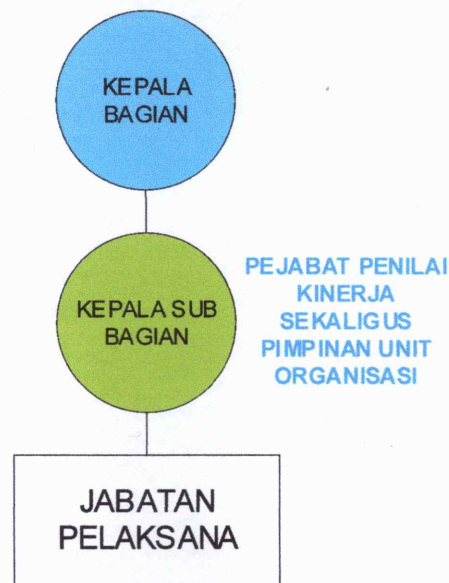 KEPALA
BAGIAN
KEPALA SUB
BAGIAN
PEJABAT PENILAI
KINERJA
SEKALIGUS
PIMPINAN UNIT
ORGANISASI
JABATAN
PELAKSANA